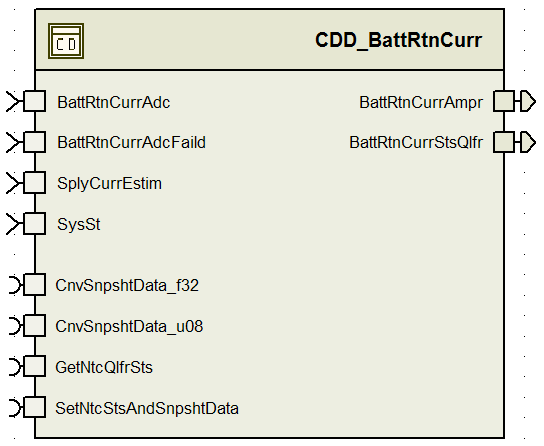 CD
CDD_BattRtnCurr
BattRtnCurrAdc
BattRtnCurrAmpr
BattRtnCurrAdcFaild
BattRtnCurrStsQlfr
SplyCurrEstim
SysSt
CnvSnpshtData_f32
CnvSnpshtData_u08
GetNtcQlfrSts
SetNtcStsAndSnpshtData